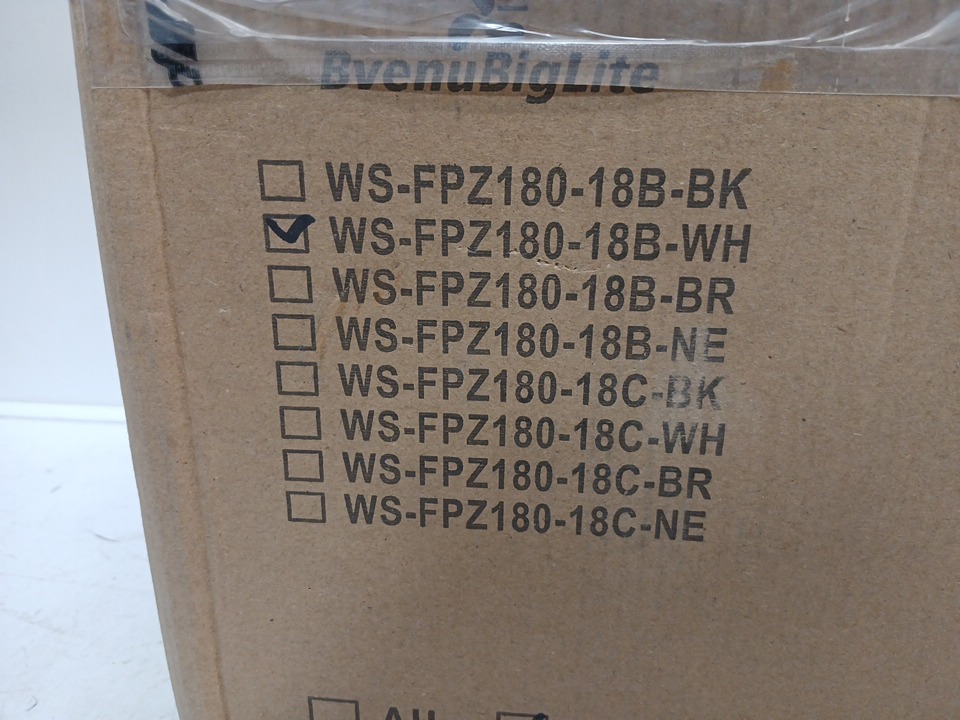 BvenuBigLite
WS-FPZ180-18B-BK
WS-FPZ180-18B-WH
WS-FPZ180-18B-BR
WS-FPZ180-18B-NE
WS-FPZ180-18C-BK
WS-FPZ180-18C-WH
WS-FPZ180-18C-BR
WS-FPZ180-18C-NE